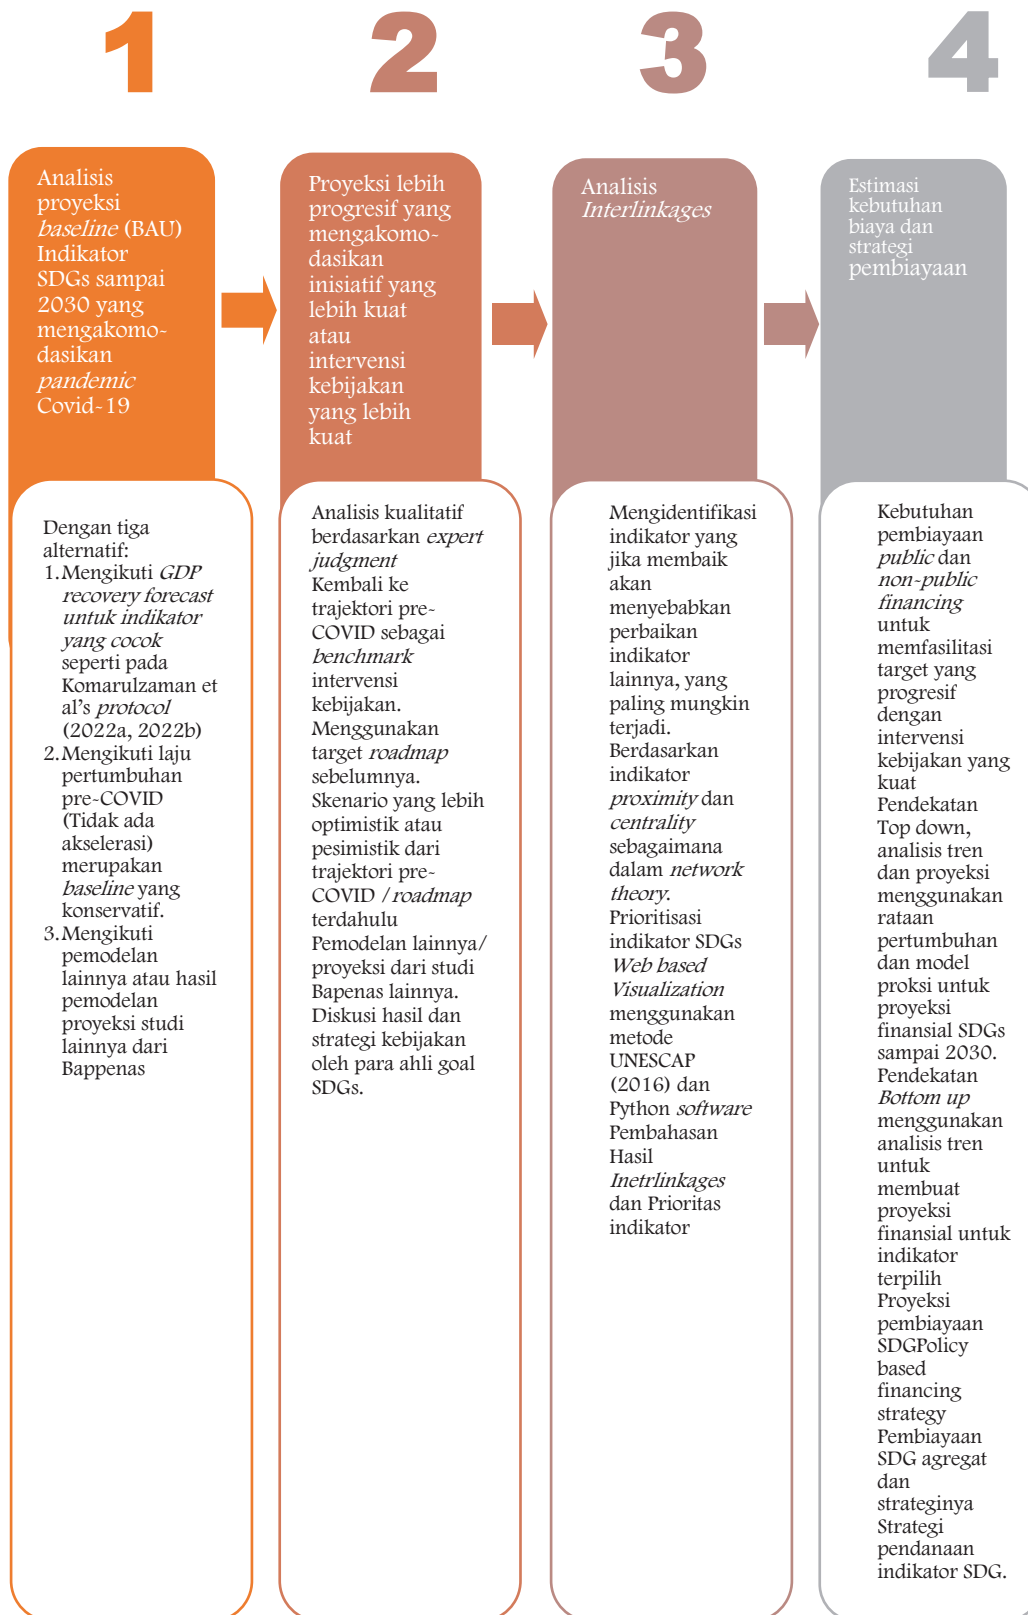 1
2
3
4
Analisis
proyeksi
baseline (BAU)
Indikator
SDGs sampai
2030 yang
mengakomo-
dasikan
pandemic
Covid-19
Proyeksi lebih
progresif yang
mengakomo-
dasikan
inisiatif yang
lebih kuat
atau
intervensi
kebijakan
yang lebih
kuat
Analisis
Interlinkages
Estimasi
kebutuhan
biaya dan
strategi
pembiayaan
Dengan tiga
alternatif:
1.Mengikuti GDP
recovery forecast
untuk indikator
yang cocok
seperti pada
Komarulzaman et
al's protocol
(2022a, 2022b)
2.Mengikuti laju
pertumbuhan
pre-COVID
(Tidak ada
akselerasi)
merupakan
baseline yang
konservatif.
3.Mengikuti
pemodelan
lainnya atau hasil
pemodelan
proyeksi studi
lainnya dari
Bappenas
Analisis kualitatif
berdasarkan expert
judgment
Kembali ke
trajektori pre-
COVID sebagai
benchmark
intervensi
kebijakan.
Menggunakan
target roadmap
sebelumnya.
Skenario yang lebih
optimistik atau
pesimistik dari
trajektori pre-
COVID /roadmap
terdahulu
Pemodelan lainnya/
proyeksi dari studi
Bapenas lainnya.
Diskusi hasil dan
strategi kebijakan
oleh para ahli goal
SDGs.
Mengidentifikasi
indikator yang
jika membaik
akan
menyebabkan
perbaikan
indikator
lainnya, yang
paling mungkin
terjadi.
Berdasarkan
indikator
proximity dan
centrality
sebagaimana
dalam network
theory.
Prioritisasi
indikator SDGs
Web based
Visualization
menggunakan
metode
UNESCAP
(2016) dan
Python software
Pembahasan
Hasil
Inetrlinkages
dan Prioritas
indikator
Kebutuhan
pembiayaan
public dan
non-public
financing
untuk
memfasilitasi
target yang
progresif
dengan
intervensi
kebijakan yang
kuat
Pendekatan
Top down,
analisis tren
dan proyeksi
menggunakan
rataan
pertumbuhan
dan model
proksi untuk
proyeksi
finansial SDGs
sampai 2030.
Pendekatan
Bottom up
menggunakan
analisis tren
untuk
membuat
proyeksi
finansial untuk
indikator
terpilih
Proyeksi
pembiayaan
SDGPolicy
based
financing
strategy
Pembiayaan
SDG agregat
dan
strateginya
Strategi
pendanaan
indikator SDG.